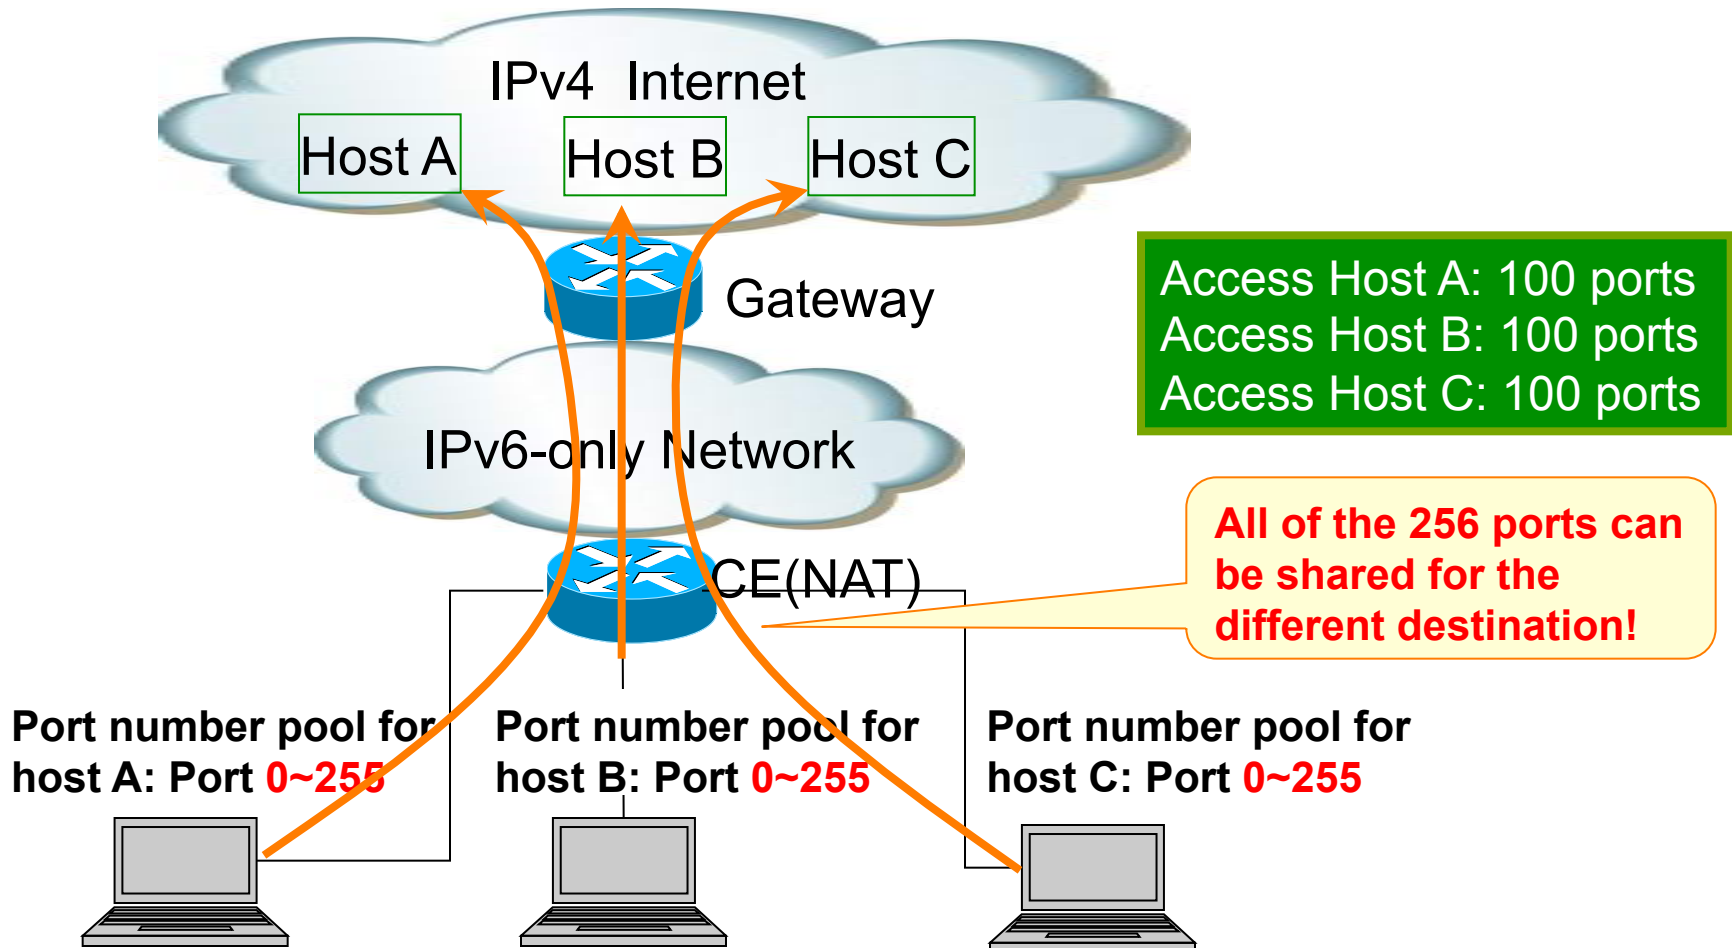 IPv4 Internet
Host A
Host B
Host C
Gateway
Access Host A: 100 ports
Access Host B: 100 ports
Access Host C: 100 ports
IPv6-only Network
All of the 256 ports can
be shared for the
different destination!
CE(NAT)
Port number pool for
host A: Port 0~255
Port number pool for
host B: Port 0~255
Port number pool for
host C: Port 0~255